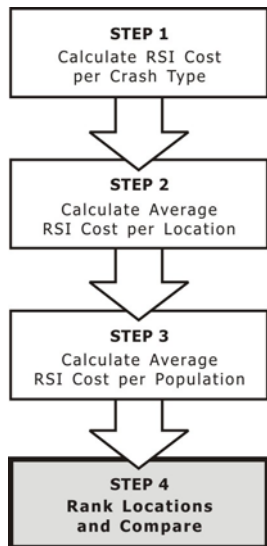 STEP 1
Calculate RSI Cost
per Crash Type
STEP 2
Calculate Average
RSI Cost per Location
STEP 3
Calculate Average
RSI Cost per Population
STEP 4
Rank Locations
and Compare